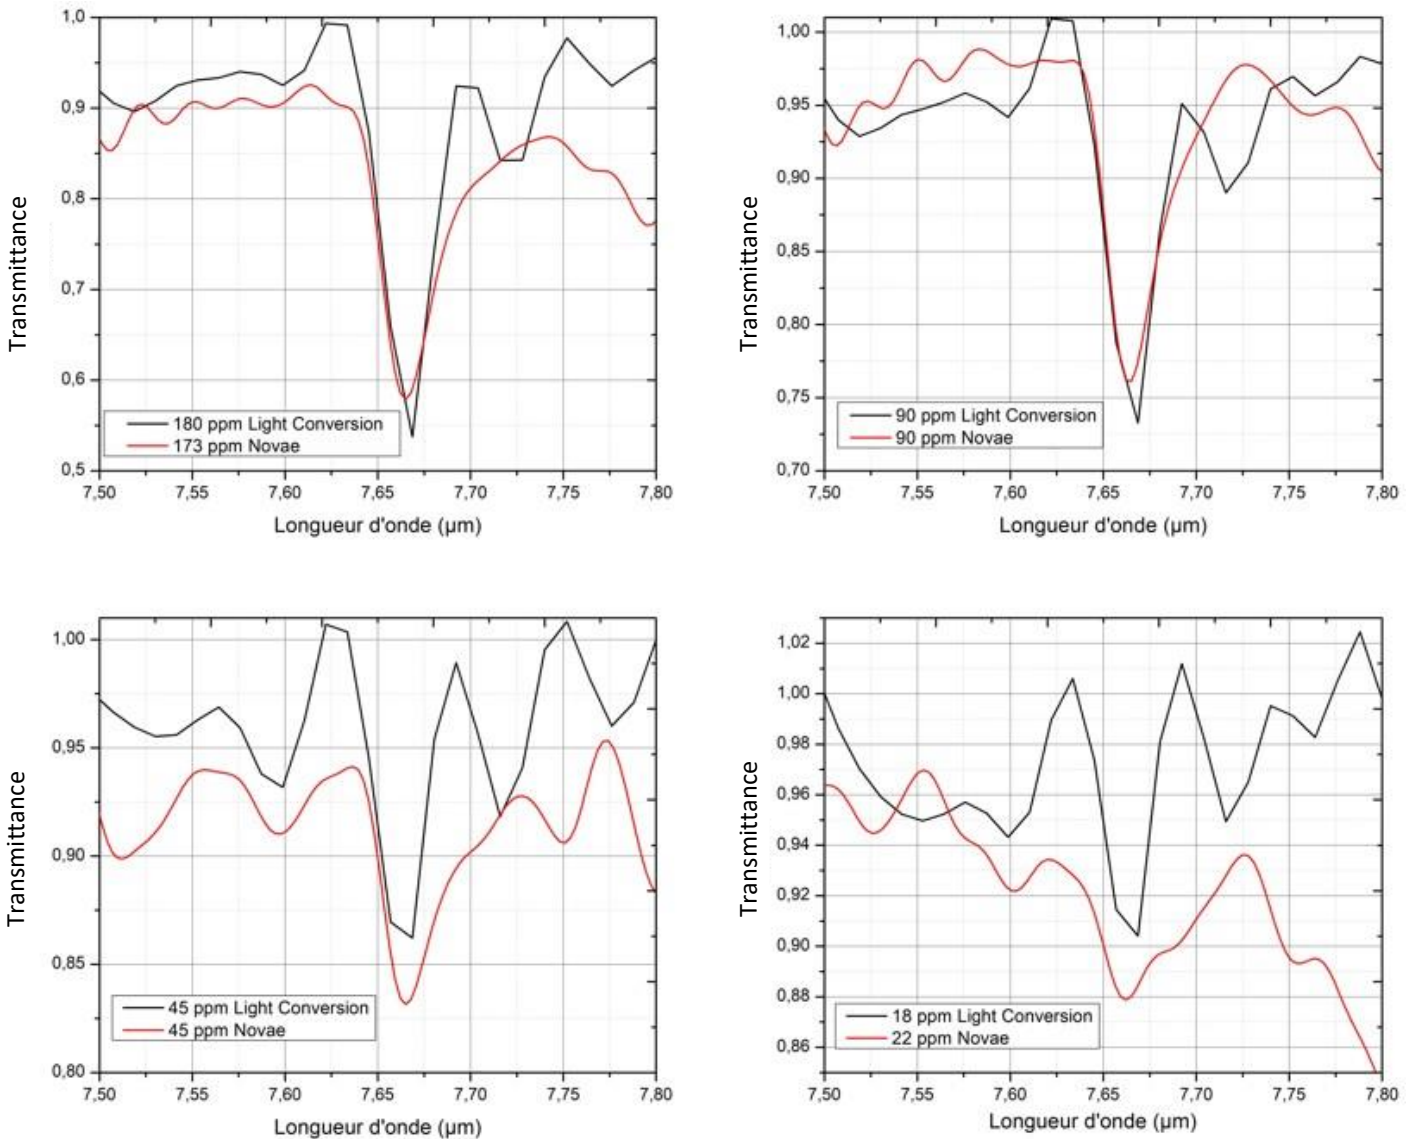 1,0
0,9
0,8
0,7
0,6
0,5
Transmittance
180 ppm Light Conversion
173 ppm Novae
7,50 7,55 7,60 7,65 7,70 7,75 7,80
Longueur d'onde (µm)
1,00
0,95
0,90
0,85
0,80
0,75
0,70
Transmittance
90 ppm Light Conversion
90 ppm Novae
7,50 7,55 7,60 7,65 7,70 7,75 7,80
Longueur d'onde (µm)
1,00
0,95
0,90
0,85
0,80
Transmittance
45 ppm Light Conversion
45 ppm Novae
7,50 7,55 7,60 7,65 7,70 7,75 7,80
Longueur d'onde (µm)
1,02
1,00
0,98
0,96
0,94
0,92
0,90
0,88
0,86
Transmittance
18 ppm Light Conversion
22 ppm Novae
7,50 7,55 7,60 7,65 7,70 7,75 7,80
Longueur d'onde (µm)